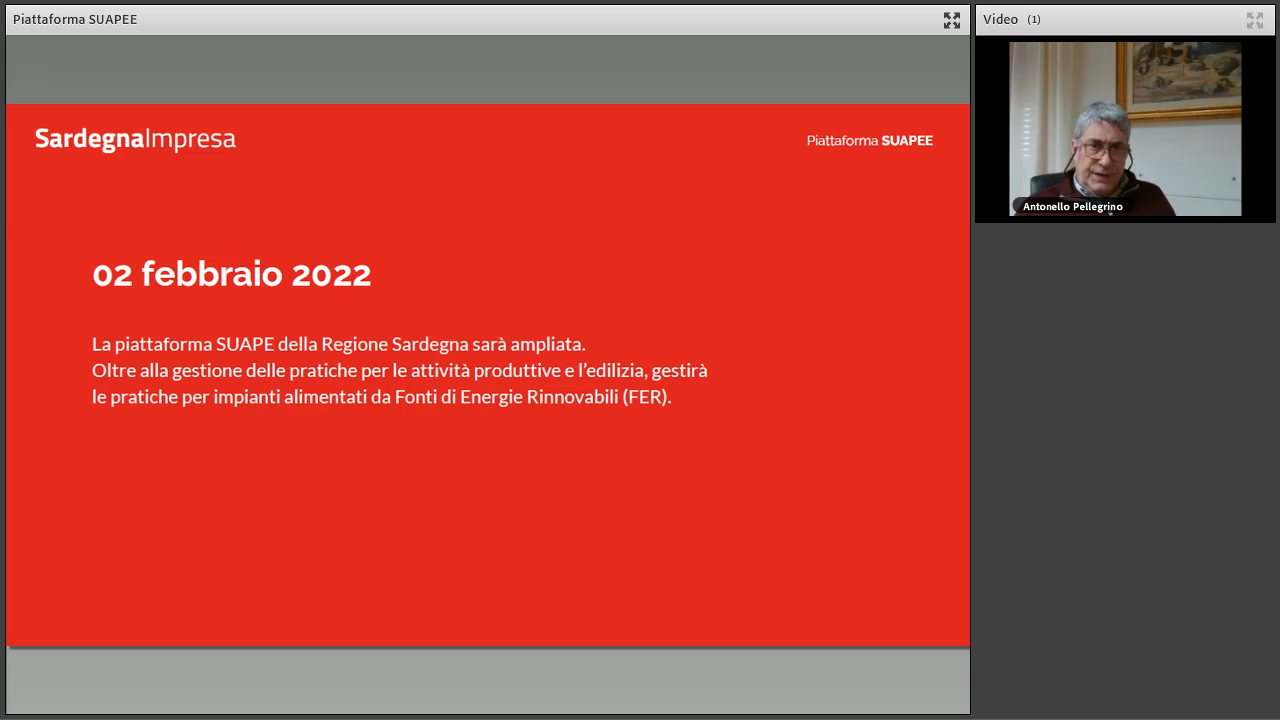 Piattaforma SUAPEE
Video (1)
SardegnaImpresa
Piattaforma SUAPEE
Antonello Pellegrino
02 febbraio 2022
La piattaforma SUAPE della Regione Sardegna sarà ampliata.
Oltre alla gestione delle pratiche per le attività produttive e l’edilizia, gestirà
le pratiche per impianti alimentati da Fonti di Energie Rinnovabili (FER).